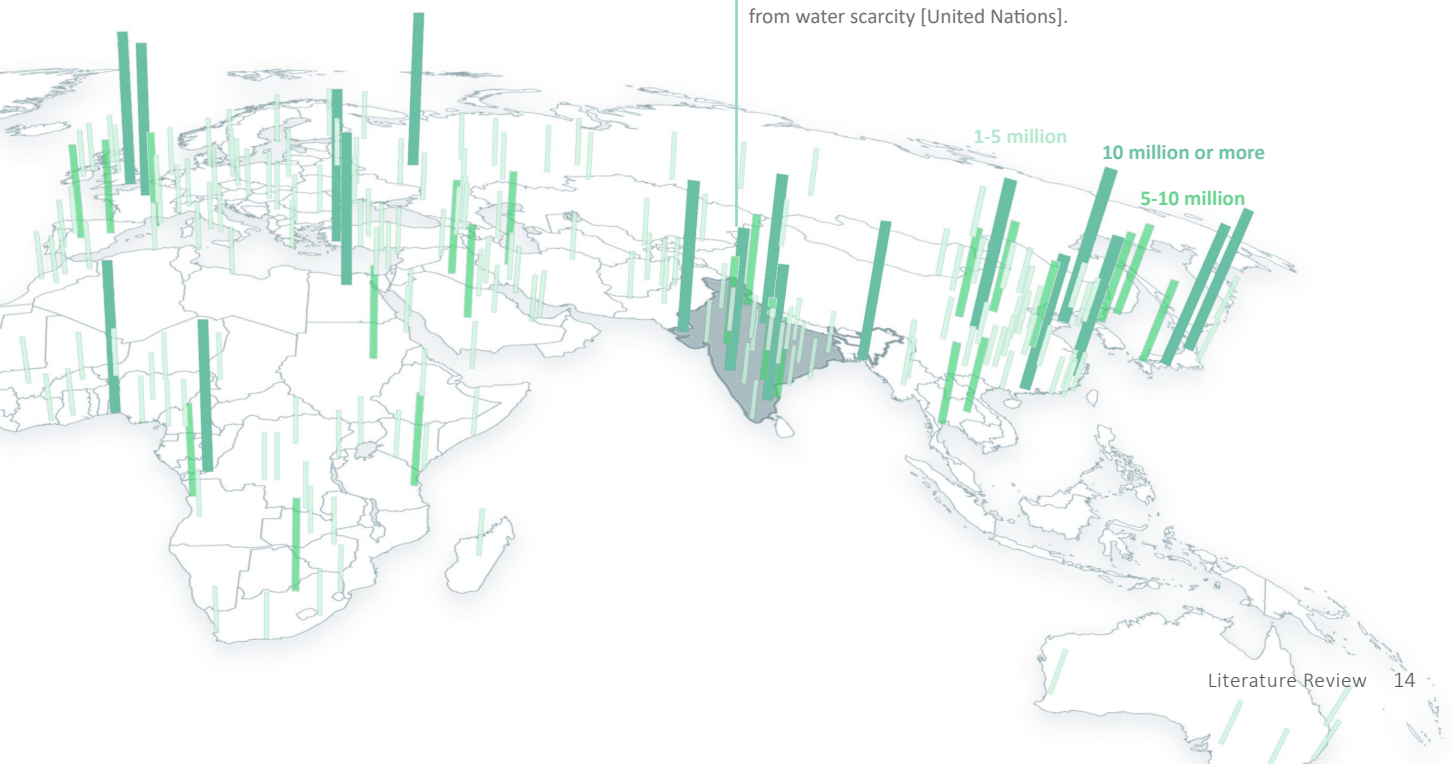 from water scarcity [United Nations].
1-5 million
10 million or more
5-10 million
Literature Review 14